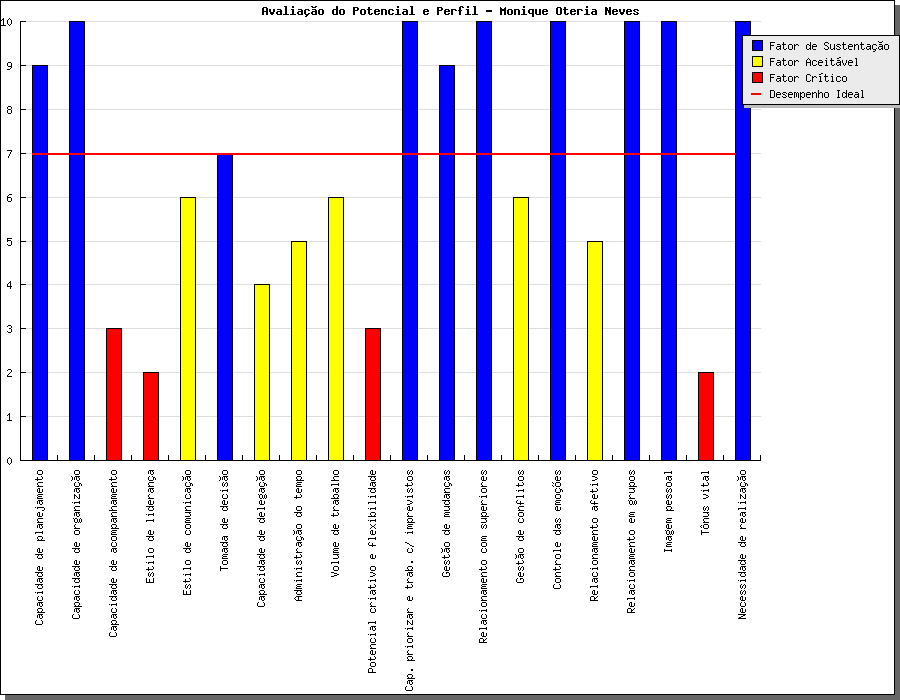 Avaliação do Potencial e Perfil - Monique Oteria Neves
Fator de Sustentação
Fator Aceitável
Fator Crítico
Desempenho Ideal
10
9
8
7
6
5
4
3
2
1
0
Capacidade de planejamento
Capacidade de organização
Capacidade de acompanhamento
Estilo de liderança
Estilo de comunicação
Tomada de decisão
Capacidade de delegação
Administração do tempo
Volume de trabalho
Potencial criativo e flexibilidade
Cap. priorizar e trab. c/ imprevistos
Gestão de mudanças
Relacionamento com superiores
Gestão de conflitos
Controle das emoções
Relacionamento afetivo
Relacionamento em grupos
Imagem pessoal
Tônus vital
Necessidade de realização